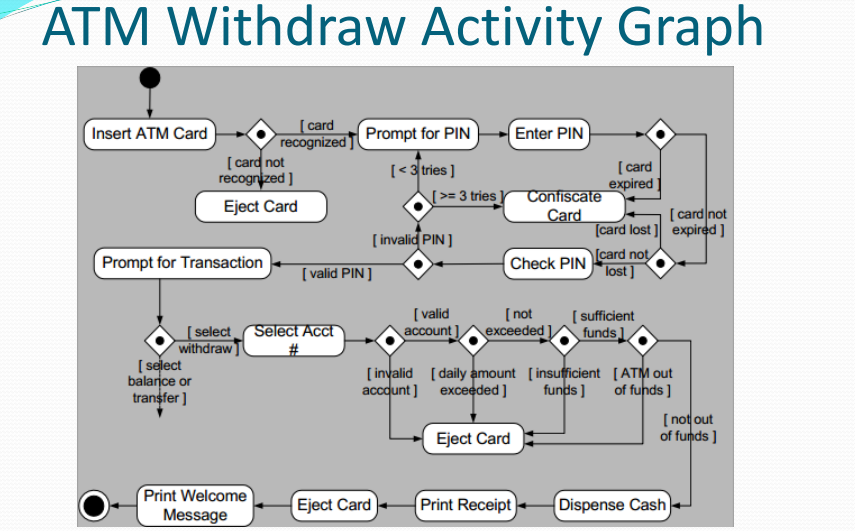 ATM Withdraw Activity Graph
Insert ATM Card
[ card
recognized ]
Prompt for PIN
Enter PIN
[ card not
recognized ]
[ < 3 tries ]
[ card
expired ]
Eject Card
[ >= 3 tries ]
Confiscate
Card
[ card not
expired ]
[card lost ]
[ invalid PIN ]
Prompt for Transaction
[ valid PIN ]
Check PIN
[card not
lost ]
[ select
withdraw ]
Select Acct
#
[ valid
account ]
[ not
exceeded ]
[ sufficient
funds ]
[ select
balance or
transfer ]
[ invalid
account ]
[ daily amount
exceeded ]
[ insufficient
funds ]
[ ATM out
of funds ]
[ not out
of funds ]
Eject Card
Print Welcome
Message
Eject Card
Print Receipt
Dispense Cash